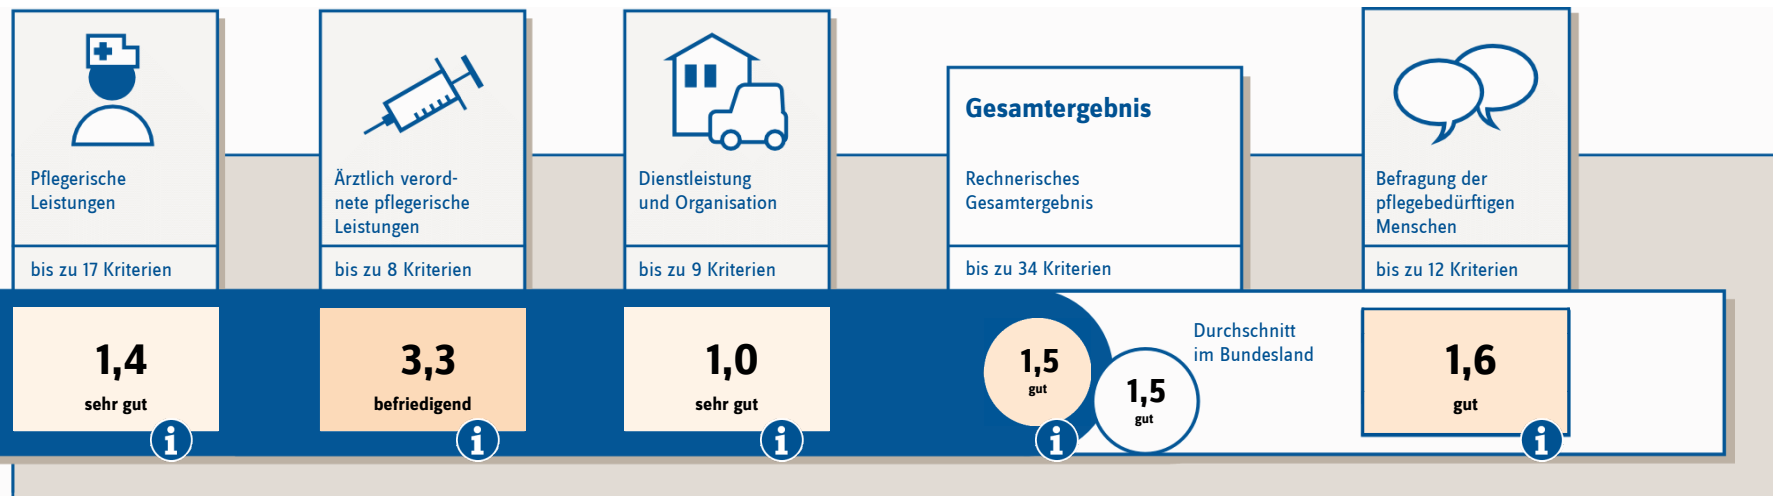 Pflegerische
Leistungen
bis zu 17 Kriterien
1,4
sehr gut
i
Ärztlich verord-
nete pflegerische
Leistungen
bis zu 8 Kriterien
3,3
befriedigend
i
Dienstleistung
und Organisation
bis zu 9 Kriterien
1,0
sehr gut
i
Gesamtergebnis
Rechnerisches
Gesamtergebnis
bis zu 34 Kriterien
1,5
gut
i
Durchschnitt
im Bundesland
1,5
gut
Befragung der
pflegebedürftigen
Menschen
bis zu 12 Kriterien
1,6
gut
i